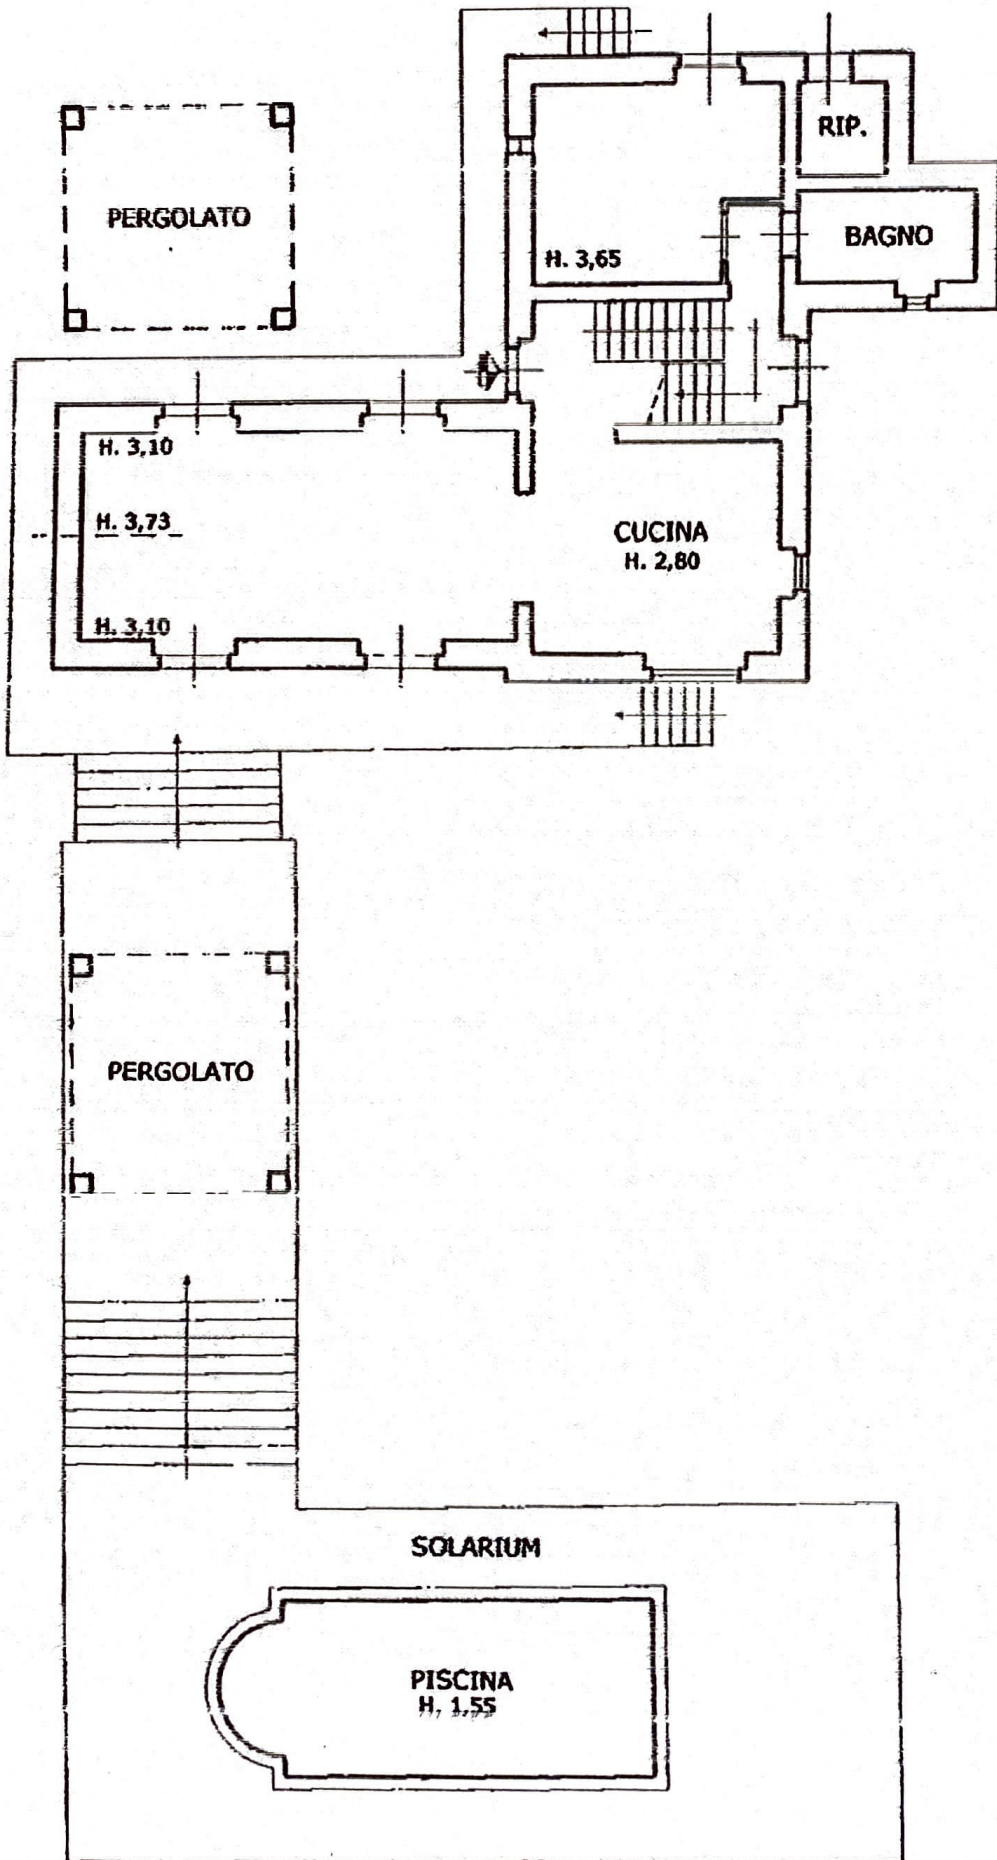 RIP.
PERGOLATO
BAGNO
H. 3,65
H. 3,10
H. 3,73
CUCINA
H. 2,80
H. 3,10
PERGOLATO
SOLARIUM
PISCINA
H. 1,55